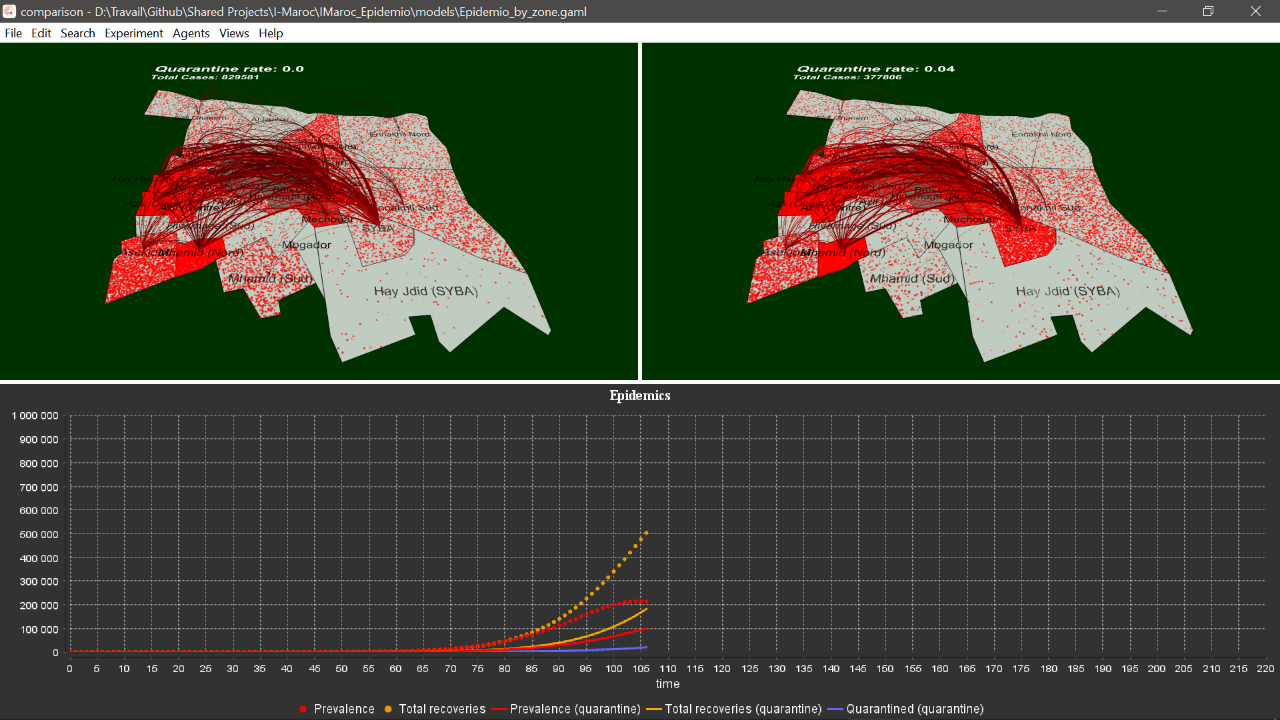 comparison - D:\Travail\Github\Shared Projects\I-Maroc\IMaroc_Epidemio\models\Epidemio_by_zone.gaml
File Edit Search Experiment Agents Views Help
Quarantine rate: 0.0
Total Cases: 829581
Ennakhil Nord
SYBA
Mechouar
Mogador
Mhamid (Nord)
Mhamid (Sud)
Hay Jdid (SYBA)
Quarantine rate: 0.04
Total Cases: 377806
Ennakhil Nord
SYBA
Mechouar
Mogador
Mhamid (Nord)
Mhamid (Sud)
Hay Jdid (SYBA)
Epidemics
1 000 000
900 000
800 000
700 000
600 000
500 000
400 000
300 000
200 000
100 000
0
0 5 10 15 20 25 30 35 40 45 50 55 60 65 70 75 80 85 90 95 100 105 110 115 120 125 130 135 140 145 150 155 160 165 170 175 180 185 190 195 200 205 210 215 220
time
Prevalence Total recoveries Prevalence (quarantine) Total recoveries (quarantine) Quarantined (quarantine)